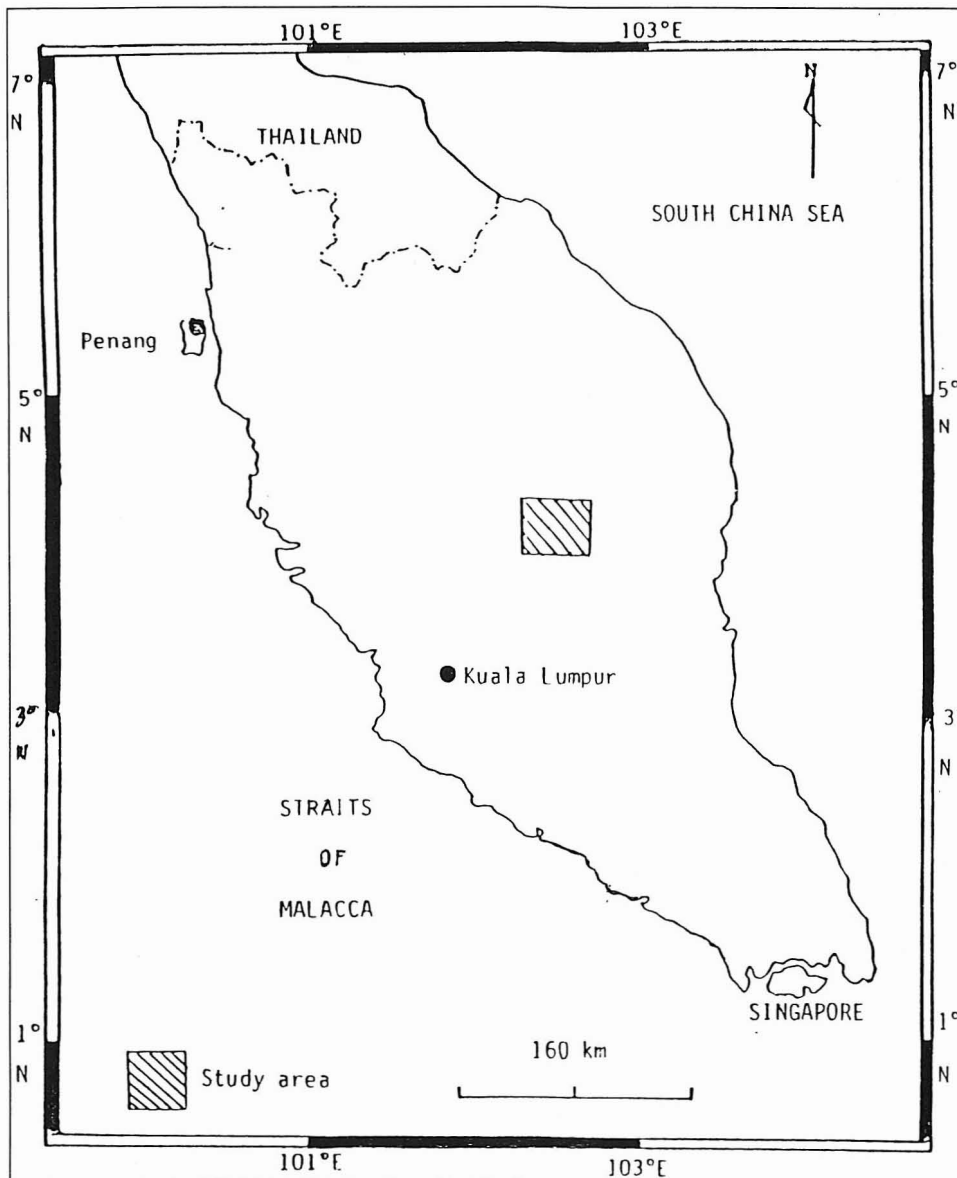 101°E 103°E
7° 7°
N N
N
THAILAND
SOUTH CHINA SEA
Penang
5° 5°
N N
Kuala Lumpur
3° 3
N N
STRAITS
OF
MALACCA
SINGAPORE
1° 1°
N N
160 km
Study area
101°E 103°E